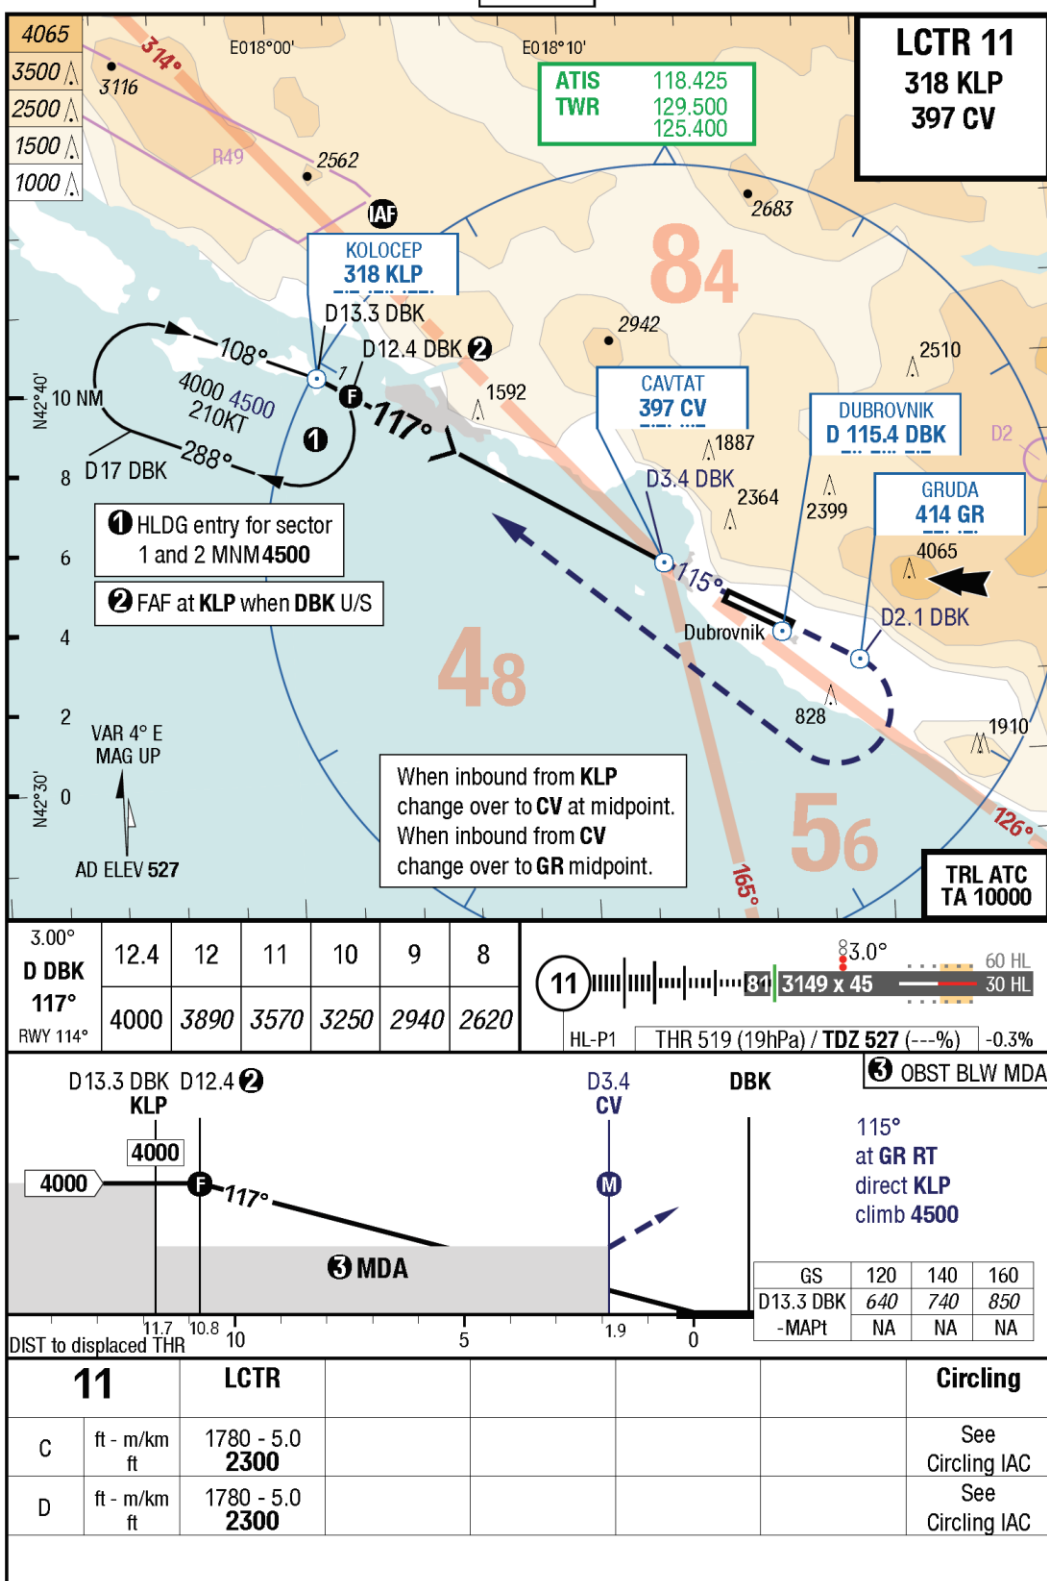 4065
3500
2500
1500
1000
314°
3116
E018°00'
E018°10'
R49
2562
IAF
ATIS 118.425
TWR 129.500
125.400
LCTR 11
318 KLP
397 CV
2683
84
KOLOCEP
318 KLP
D13.3 DBK
D12.4 DBK 2
108°
1
F
117°
4000 4500
210KT
1
288°
D17 DBK
N42°40'
10 NM
8
6
4
2
0
N42°30'
1592
2942
2510
CAVTAT
397 CV
D3.4 DBK
1887
2364
DUBROVNIK
D 115.4 DBK
2399
D2
GRUDA
414 GR
4065
D2.1 DBK
1 HLDG entry for sector
1 and 2 MNM 4500
2 FAF at KLP when DBK U/S
115°
Dubrovnik
48
828
1910
VAR 4° E
MAG UP
AD ELEV 527
When inbound from KLP
change over to CV at midpoint.
When inbound from CV
change over to GR midpoint.
56
165°
126°
TRL ATC
TA 10000
3.00°
D DBK
117°
RWY 114°
12.4 12 11 10 9 8
4000 3890 3570 3250 2940 2620
11
3.0°
81 3149 x 45
60 HL
30 HL
HL-P1
THR 519 (19hPa) / TDZ 527 (---%)
-0.3%
D13.3 DBK D12.4 2
KLP
4000
4000
F
117°
D3.4
CV
M
DBK
3 OBST BLW MDA
115°
at GR RT
direct KLP
climb 4500
3 MDA
GS 120 140 160
D13.3 DBK 640 740 850
-MAPt NA NA NA
11.7 10.8 10 5 1.9 0
DIST to displaced THR
11 LCTR Circling
C ft - m/km 1780 - 5.0 See
ft 2300 Circling IAC
D ft - m/km 1780 - 5.0 See
ft 2300 Circling IAC